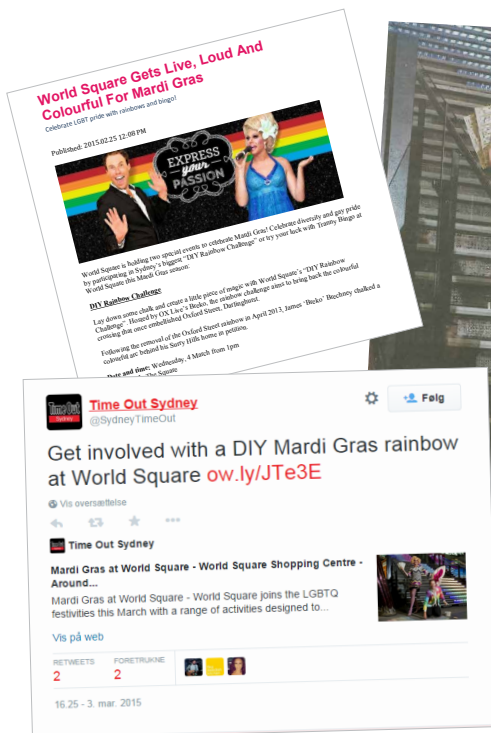 World Square Gets Live, Loud And
Colourful For Mardi Gras
Celebrate LGBT pride with rainbows and bingo!
Published: 2015.02.25 12:08 PM
EXPRESS
your
PASSION
World Square is holding two special events to celebrate Mardi Gras! Celebrate diversity and gay pride
by participating in Sydney's biggest "DIY Rainbow Challenge" or try your luck with Tranny Bingo at
World Square this Mardi Gras season:
DIY Rainbow Challenge
Lay down some chalk and create a little piece of magic with World Square's "DIY Rainbow
Challenge". Hosted by OX Live's Breko, the rainbow challenge aims to bring back the colourful
crossing that once embellished Oxford Street, Darlinghurst.
Following the removal of the Oxford Street rainbow in April 2013, James 'Breko' Brechney chalked a
colourful arc behind his Surry Hills home in petition.
Date and time: Wednesday, 4 March from 1pm
The Square
Time Out
Sydney
Time Out Sydney
@SydneyTimeOut
Følg
Get involved with a DIY Mardi Gras rainbow
at World Square ow.ly/JTe3E
Vis oversættelse
Time Out Sydney
Mardi Gras at World Square - World Square Shopping Centre -
Around...
Mardi Gras at World Square - World Square joins the LGBTQ
festivities this March with a range of activities designed to...
Vis på web
RETWEETS FORETRUKNE
2 2
16.25 - 3. mar. 2015